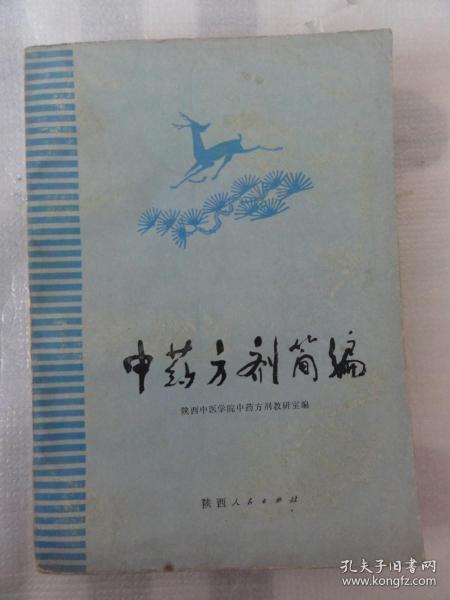 中药方剂简编
陕西中医学院中药方剂教研室编
陕西人民出版社
孔夫子旧书网
www.kongfz.com